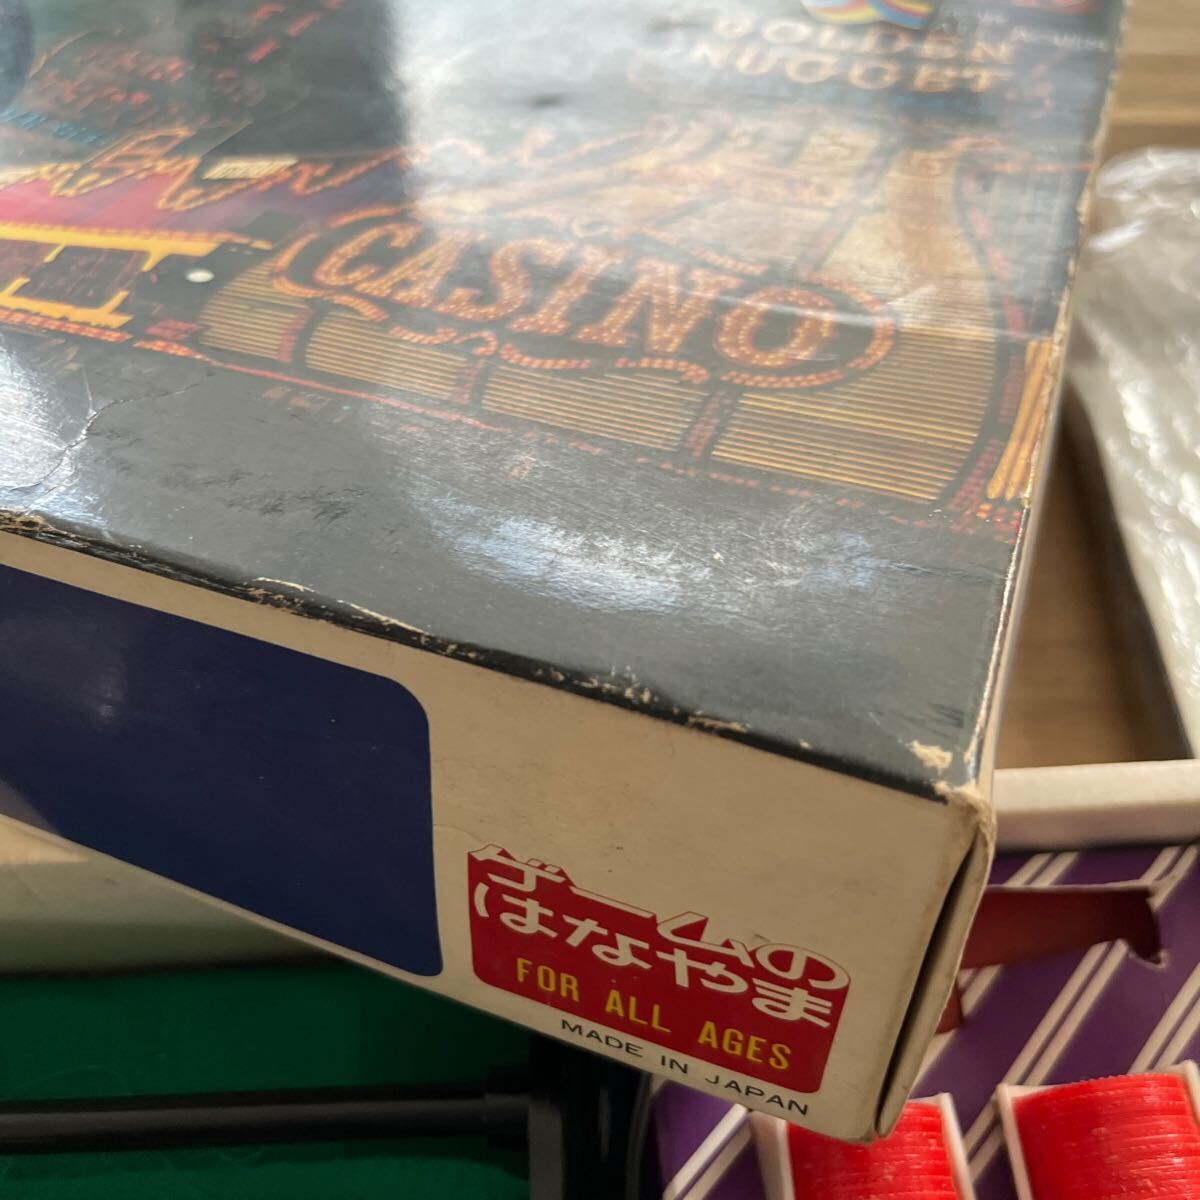 GOLDEN
NUGGET
CASINO
ゲームの
はなやま
FOR ALL AGES
MADE IN JAPAN